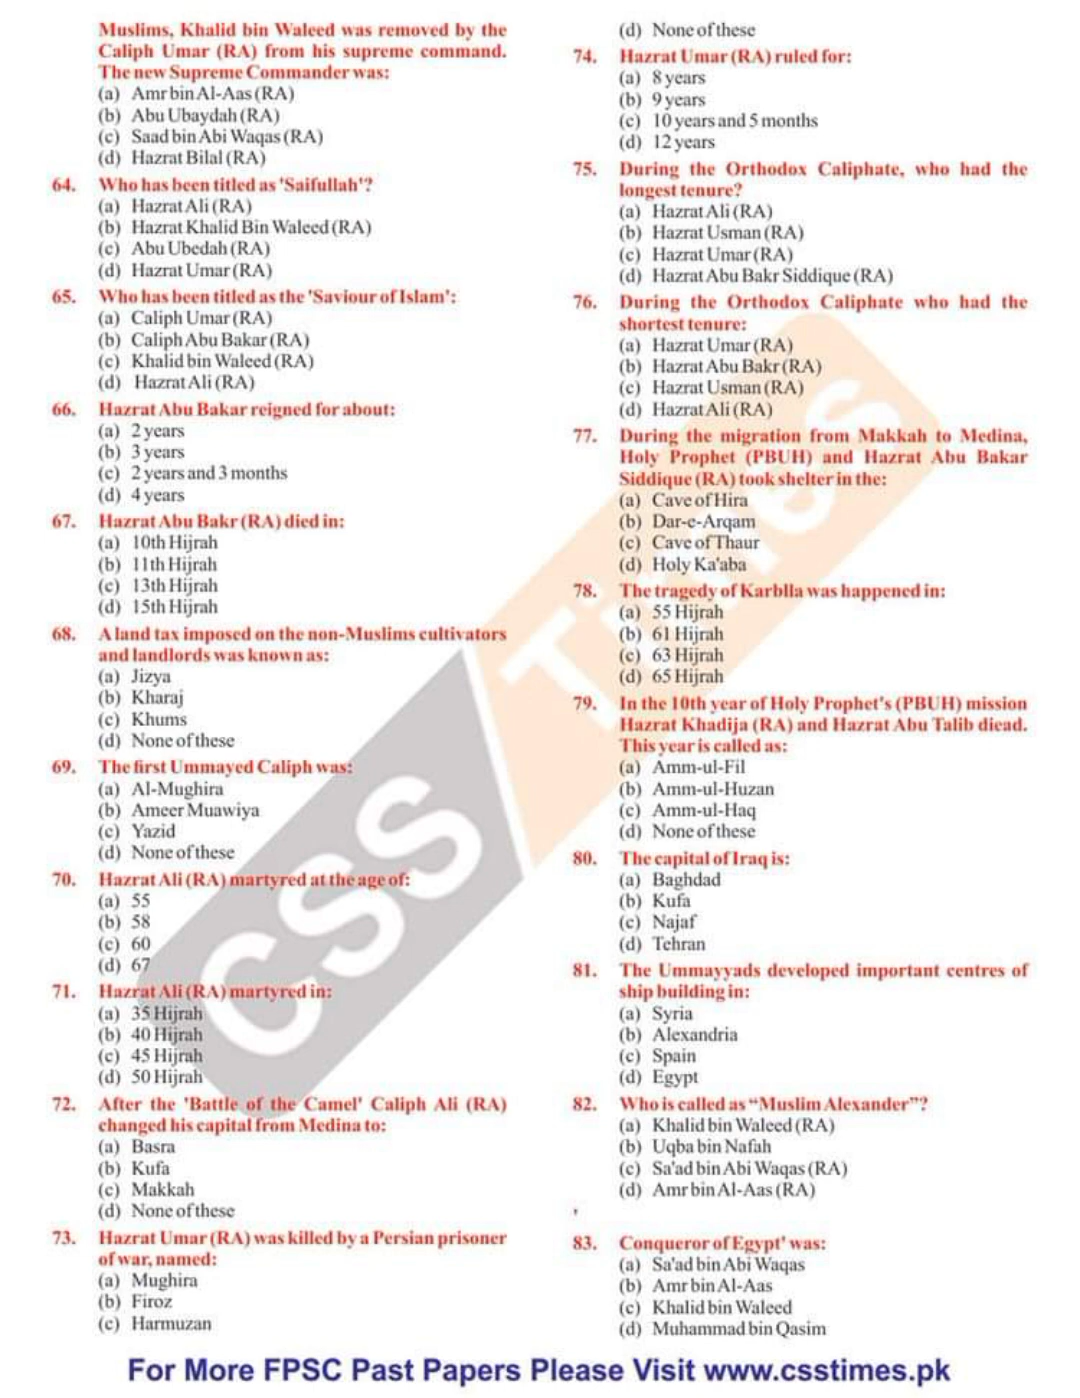 Muslims, Khalid bin Waleed was removed by the
Caliph Umar (RA) from his supreme command.
The new Supreme Commander was:
(a) Amr bin Al-Aas (RA)
(b) Abu Ubaydah (RA)
(c) Saad bin Abi Waqas (RA)
(d) Hazrat Bilal (RA)
64. Who has been titled as 'Saifullah'?
(a) Hazrat Ali (RA)
(b) Hazrat Khalid Bin Waleed (RA)
(c) Abu Ubedah (RA)
(d) Hazrat Umar (RA)
65. Who has been titled as the 'Saviour of Islam':
(a) Caliph Umar (RA)
(b) Caliph Abu Bakar (RA)
(c) Khalid bin Waleed (RA)
(d) Hazrat Ali (RA)
66. Hazrat Abu Bakar reigned for about:
(a) 2 years
(b) 3 years
(c) 2 years and 3 months
(d) 4 years
67. Hazrat Abu Bakr (RA) died in:
(a) 10th Hijrah
(b) 11th Hijrah
(c) 13th Hijrah
(d) 15th Hijrah
68. A land tax imposed on the non-Muslims cultivators
and landlords was known as:
(a) Jizya
(b) Kharaj
(c) Khums
(d) None of these
69. The first Ummayed Caliph was:
(a) Al-Mughira
(b) Ameer Muawiya
(c) Yazid
(d) None of these
70. Hazrat Ali (RA) martyred at the age of:
(a) 55
(b) 58
(c) 60
(d) 67
71. Hazrat Ali (RA) martyred in:
(a) 35 Hijrah
(b) 40 Hijrah
(c) 45 Hijrah
(d) 50 Hijrah
72. After the 'Battle of the Camel' Caliph Ali (RA)
changed his capital from Medina to:
(a) Basra
(b) Kufa
(c) Makkah
(d) None of these
73. Hazrat Umar (RA) was killed by a Persian prisoner
of war, named:
(a) Mughira
(b) Firoz
(c) Harmuzan
(d) None of these
74. Hazrat Umar (RA) ruled for:
(a) 8 years
(b) 9 years
(c) 10 years and 5 months
(d) 12 years
75. During the Orthodox Caliphate, who had the
longest tenure?
(a) Hazrat Ali (RA)
(b) Hazrat Usman (RA)
(c) Hazrat Umar (RA)
(d) Hazrat Abu Bakr Siddique (RA)
76. During the Orthodox Caliphate who had the
shortest tenure:
(a) Hazrat Umar (RA)
(b) Hazrat Abu Bakr (RA)
(c) Hazrat Usman (RA)
(d) Hazrat Ali (RA)
77. During the migration from Makkah to Medina,
Holy Prophet (PBUH) and Hazrat Abu Bakar
Siddique (RA) took shelter in the:
(a) Cave of Hira
(b) Dar-e-Arqam
(c) Cave of Thaur
(d) Holy Ka'aba
78. The tragedy of Karblla was happened in:
(a) 55 Hijrah
(b) 61 Hijrah
(c) 63 Hijrah
(d) 65 Hijrah
79. In the 10th year of Holy Prophet's (PBUH) mission
Hazrat Khadija (RA) and Hazrat Abu Talib diead.
This year is called as:
(a) Amm-ul-Fil
(b) Amm-ul-Huzan
(c) Amm-ul-Haq
(d) None of these
80. The capital of Iraq is:
(a) Baghdad
(b) Kufa
(c) Najaf
(d) Tehran
81. The Ummayyads developed important centres of
ship building in:
(a) Syria
(b) Alexandria
(c) Spain
(d) Egypt
82. Who is called as “Muslim Alexander”?
(a) Khalid bin Waleed (RA)
(b) Uqba bin Nafah
(c) Sa'ad bin Abi Waqas (RA)
(d) Amr bin Al-Aas (RA)
83. Conqueror of Egypt' was:
(a) Sa'ad bin Abi Waqas
(b) Amr bin Al-Aas
(c) Khalid bin Waleed
(d) Muhammad bin Qasim
CSS Times
For More FPSC Past Papers Please Visit www.csstimes.pk